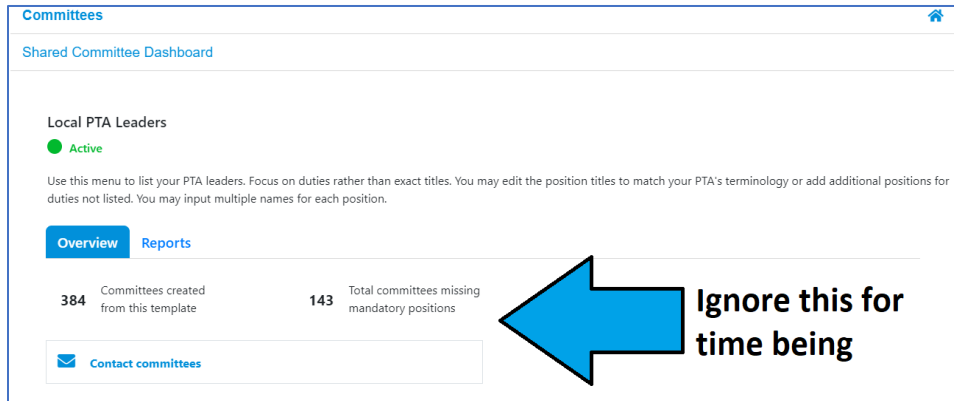 Committees
Shared Committee Dashboard
Local PTA Leaders
Active
Use this menu to list your PTA leaders. Focus on duties rather than exact titles. You may edit the position titles to match your PTA's terminology or add additional positions for
duties not listed. You may input multiple names for each position.
Overview Reports
384 Committees created
from this template
143 Total committees missing
mandatory positions
Ignore this for
time being
Contact committees